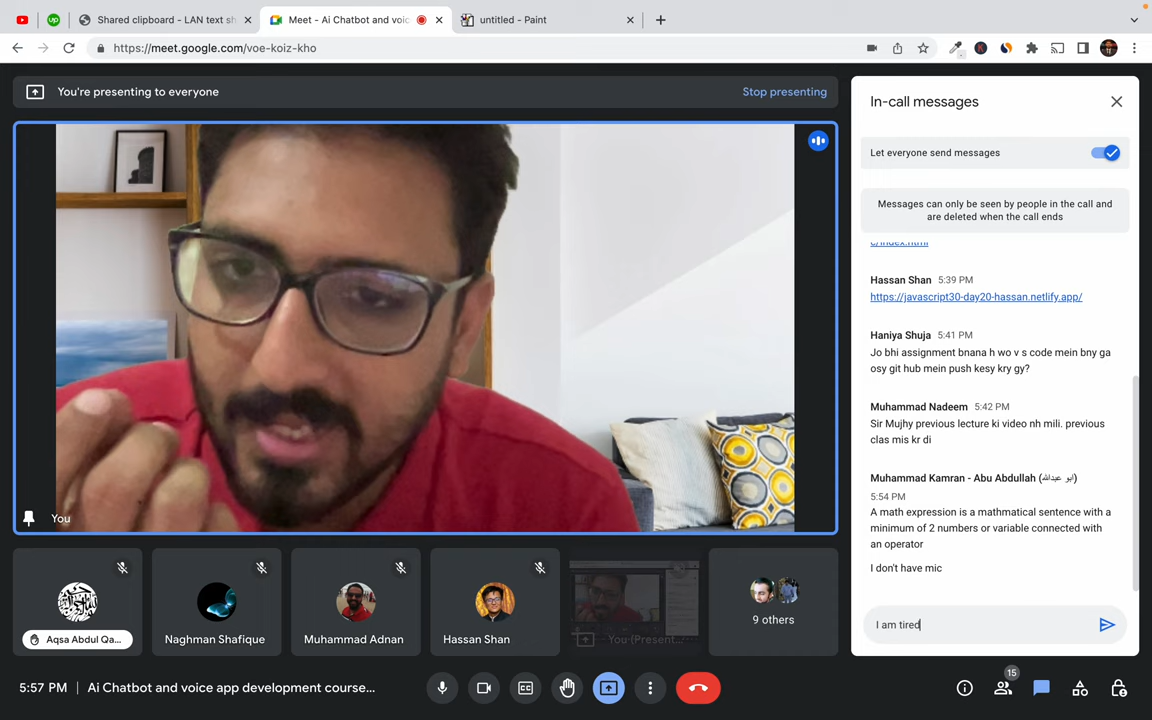 Shared clipboard - LAN text sh
Meet - Ai Chatbot and voic
untitled - Paint
https://meet.google.com/voe-koiz-kho
You're presenting to everyone
Stop presenting
You
Aqsa Abdul Qa...
Naghman Shafique
Muhammad Adnan
Hassan Shan
You (Present...
9 others
In-call messages
Let everyone send messages
Messages can only be seen by people in the call and
are deleted when the call ends
c/index.html
Hassan Shan 5:39 PM
https://javascript30-day20-hassan.netlify.app/
Haniya Shuja 5:41 PM
Jo bhi assignment bnana h wo v s code mein bny ga
osy git hub mein push kesy kry gy?
Muhammad Nadeem 5:42 PM
Sir Mujhy previous lecture ki video nh mili. previous
clas mis kr di
Muhammad Kamran - Abu Abdullah (ابو عبدالله)
5:54 PM
A math expression is a mathmatical sentence with a
minimum of 2 numbers or variable connected with
an operator
I don't have mic
I am tired
5:57 PM | Ai Chatbot and voice app development course...
15